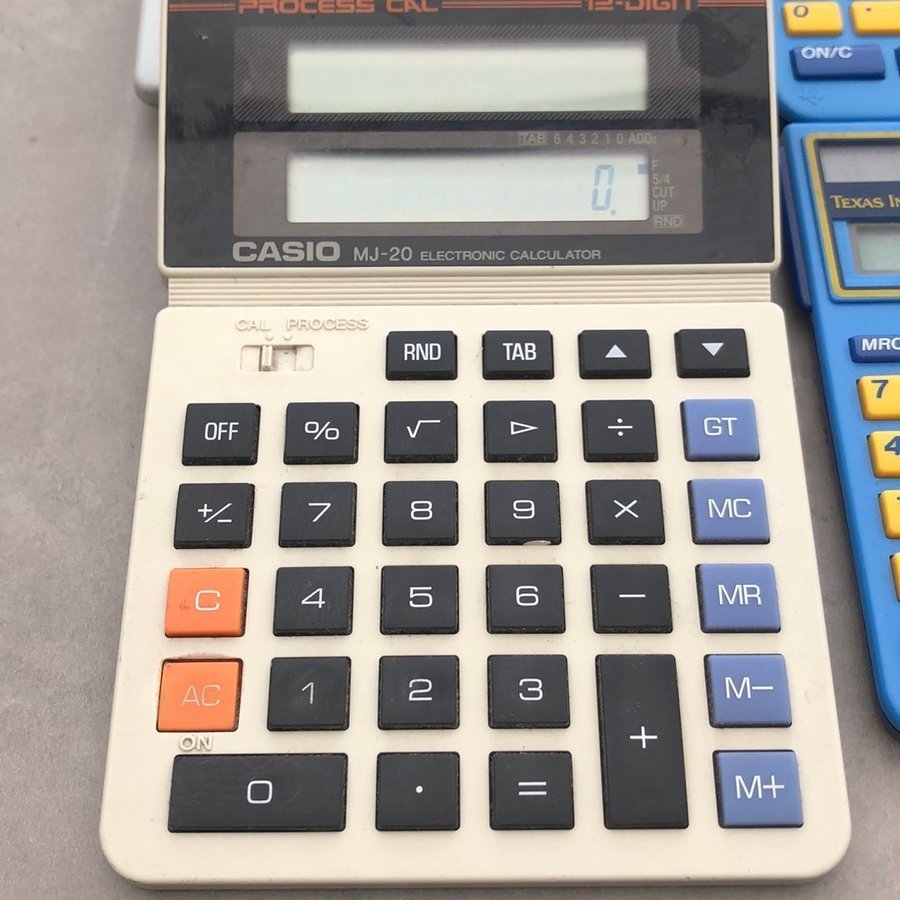 PROCESS CAL 12-DIGIT
TAB 6 4 3 2 1 0 ADD2
0.
F
5/4
CUT
UP
RND
CASIO MJ-20 ELECTRONIC CALCULATOR
CAL PROCESS
RND TAB ▲ ▼
OFF % √ ▷ ÷ GT
+/− 7 8 9 × MC
C 4 5 6 − MR
AC 1 2 3 + M−
ON
0 . = M+
0 .
ON/C
TEXAS
MRC
7
4